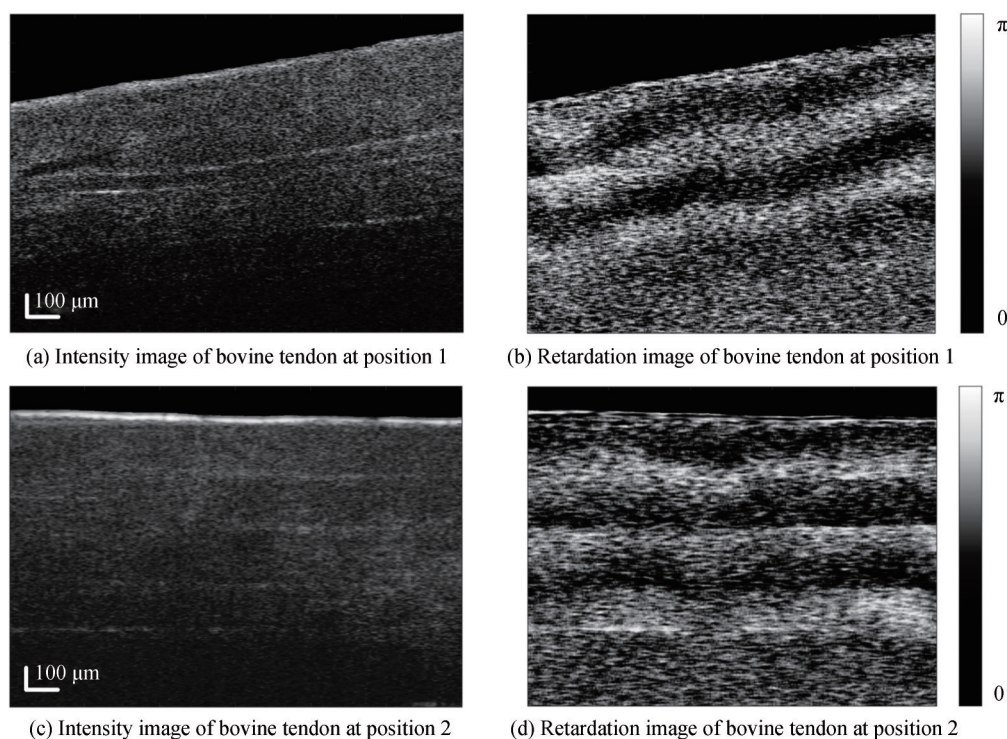 π
0
100 μm
(a) Intensity image of bovine tendon at position 1
(b) Retardation image of bovine tendon at position 1
π
0
100 μm
(c) Intensity image of bovine tendon at position 2
(d) Retardation image of bovine tendon at position 2